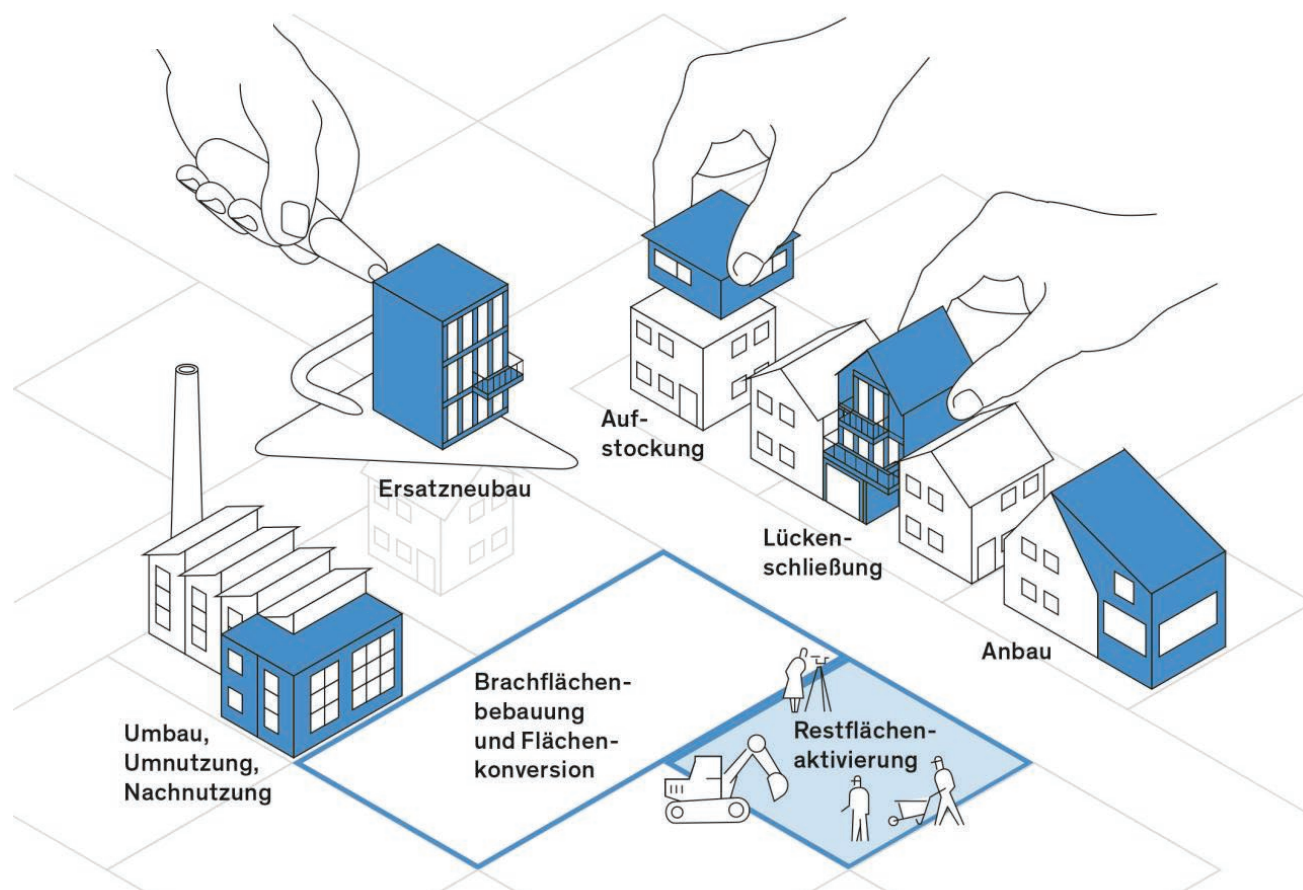 Ersatzneubau
Auf-
stockung
Lücken-
schließung
Anbau
Umbau,
Umnutzung,
Nachnutzung
Brachflächen-
bebauung
und Flächen-
konversion
Restflächen-
aktivierung